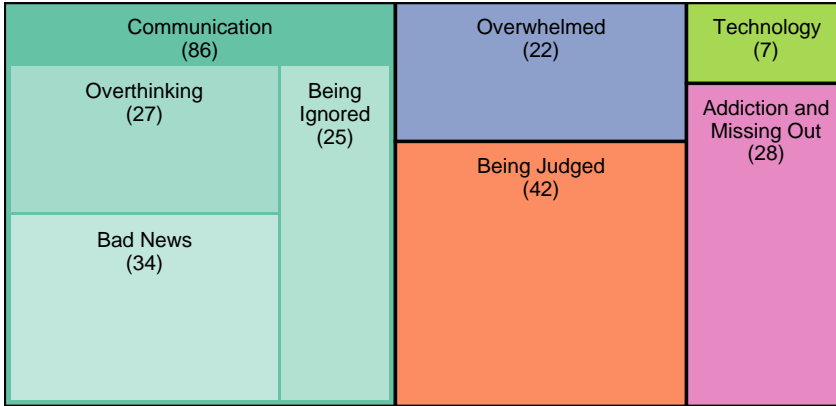 Communication
(86)
Overthinking
(27)
Being
Ignored
(25)
Bad News
(34)
Overwhelmed
(22)
Being Judged
(42)
Technology
(7)
Addiction and
Missing Out
(28)